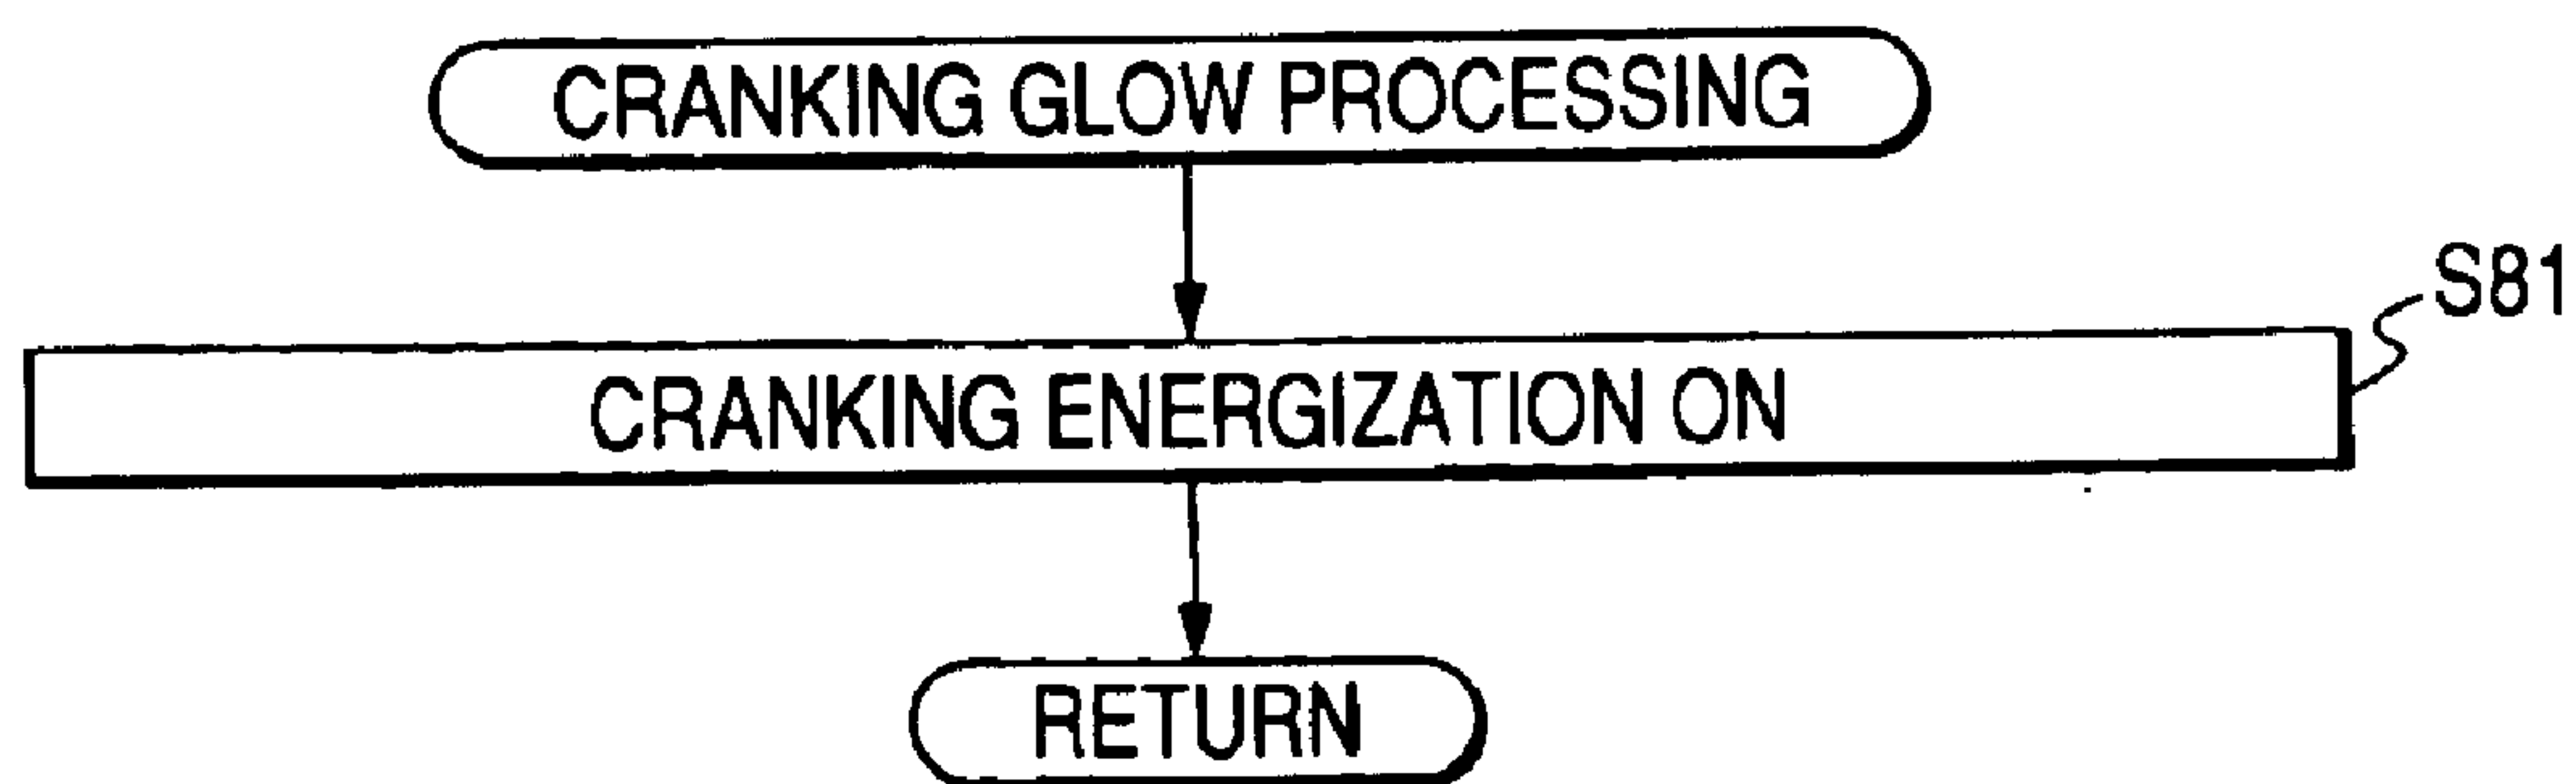 CRANKING GLOW PROCESSING
S81
CRANKING ENERGIZATION ON
RETURN